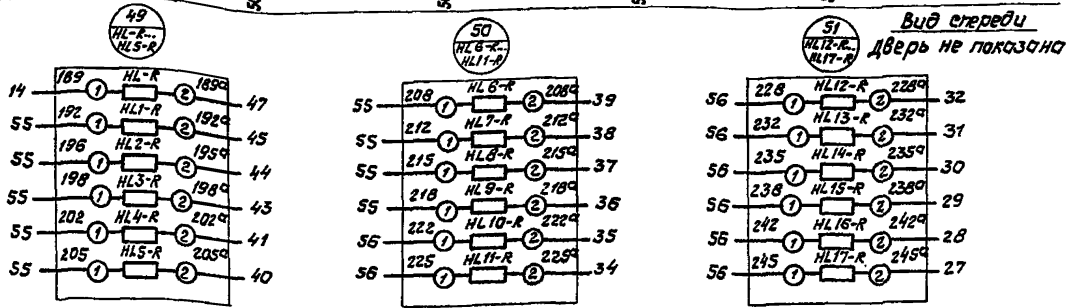 49
HL-R...
HL5-R
50
HL6-R...
HL11-R
51
HL12-R...
HL17-R
Вид спереди
дверь не показана
14 189 1 HL-R 2 189а 47
55 192 1 HL1-R 2 192а 45
55 196 1 HL2-R 2 195а 44
55 198 1 HL3-R 2 198а 43
55 202 1 HL4-R 2 202а 41
55 205 1 HL5-R 2 205а 40
55 208 1 HL6-R 2 208а 39
55 212 1 HL7-R 2 212а 38
55 215 1 HL8-R 2 215а 37
55 218 1 HL9-R 2 218а 36
56 222 1 HL10-R 2 222а 35
56 225 1 HL11-R 2 225а 34
56 228 1 HL12-R 2 228а 32
56 232 1 HL13-R 2 232а 31
56 235 1 HL14-R 2 235а 30
56 238 1 HL15-R 2 238а 29
56 242 1 HL16-R 2 242а 28
56 245 1 HL17-R 2 245а 27